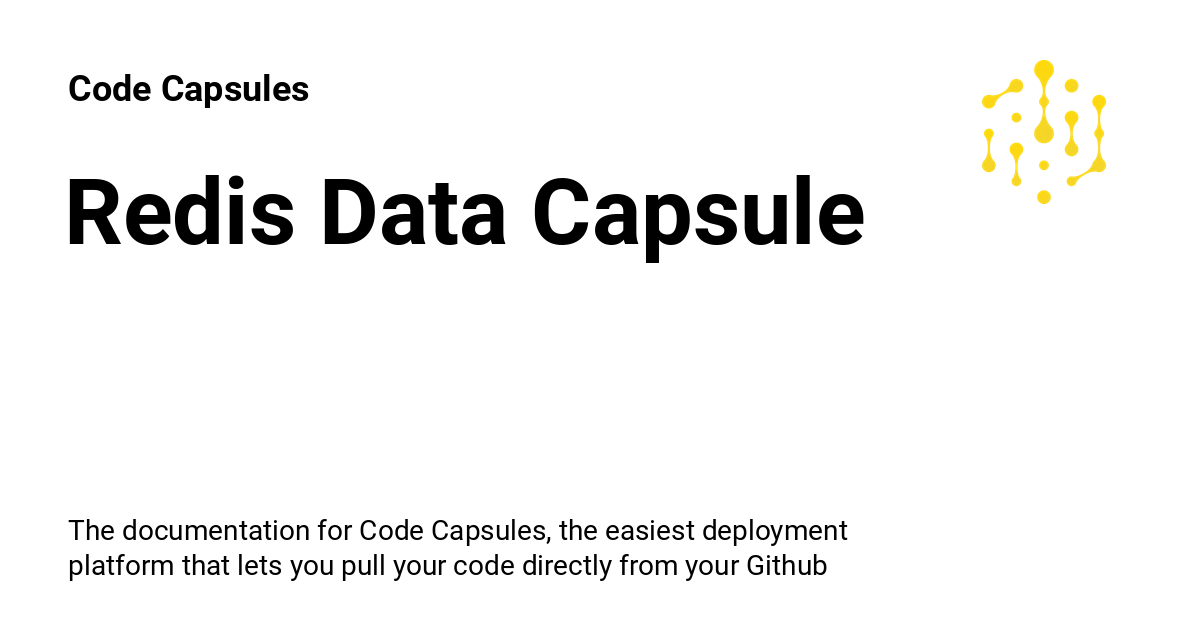 Code Capsules
Redis Data Capsule
The documentation for Code Capsules, the easiest deployment
platform that lets you pull your code directly from your Github